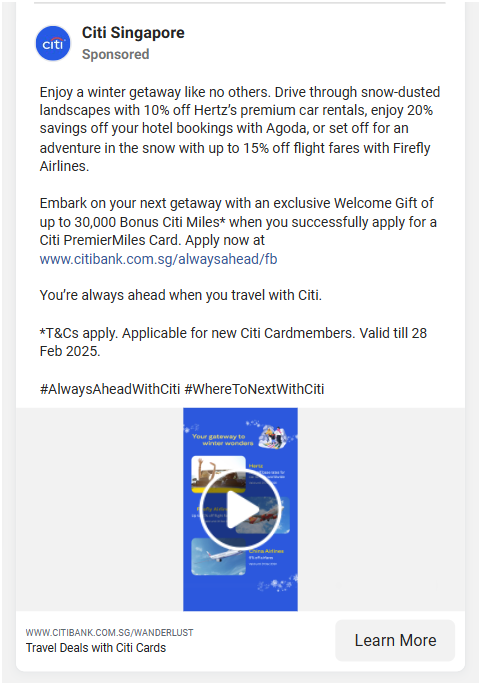 citi
Citi Singapore
Sponsored
Enjoy a winter getaway like no others. Drive through snow-dusted
landscapes with 10% off Hertz's premium car rentals, enjoy 20%
savings off your hotel bookings with Agoda, or set off for an
adventure in the snow with up to 15% off flight fares with Firefly
Airlines.
Embark on your next getaway with an exclusive Welcome Gift of
up to 30,000 Bonus Citi Miles* when you successfully apply for a
Citi PremierMiles Card. Apply now at
www.citibank.com.sg/alwaysahead/fb
You’re always ahead when you travel with Citi.
*T&Cs apply. Applicable for new Citi Cardmembers. Valid till 28
Feb 2025.
#AlwaysAheadWithCiti #WhereToNextWithCiti
Your gateway to
winter wonders
Hertz
Firefly
China Airlines
WWW.CITIBANK.COM.SG/WANDERLUST
Travel Deals with Citi Cards
Learn More